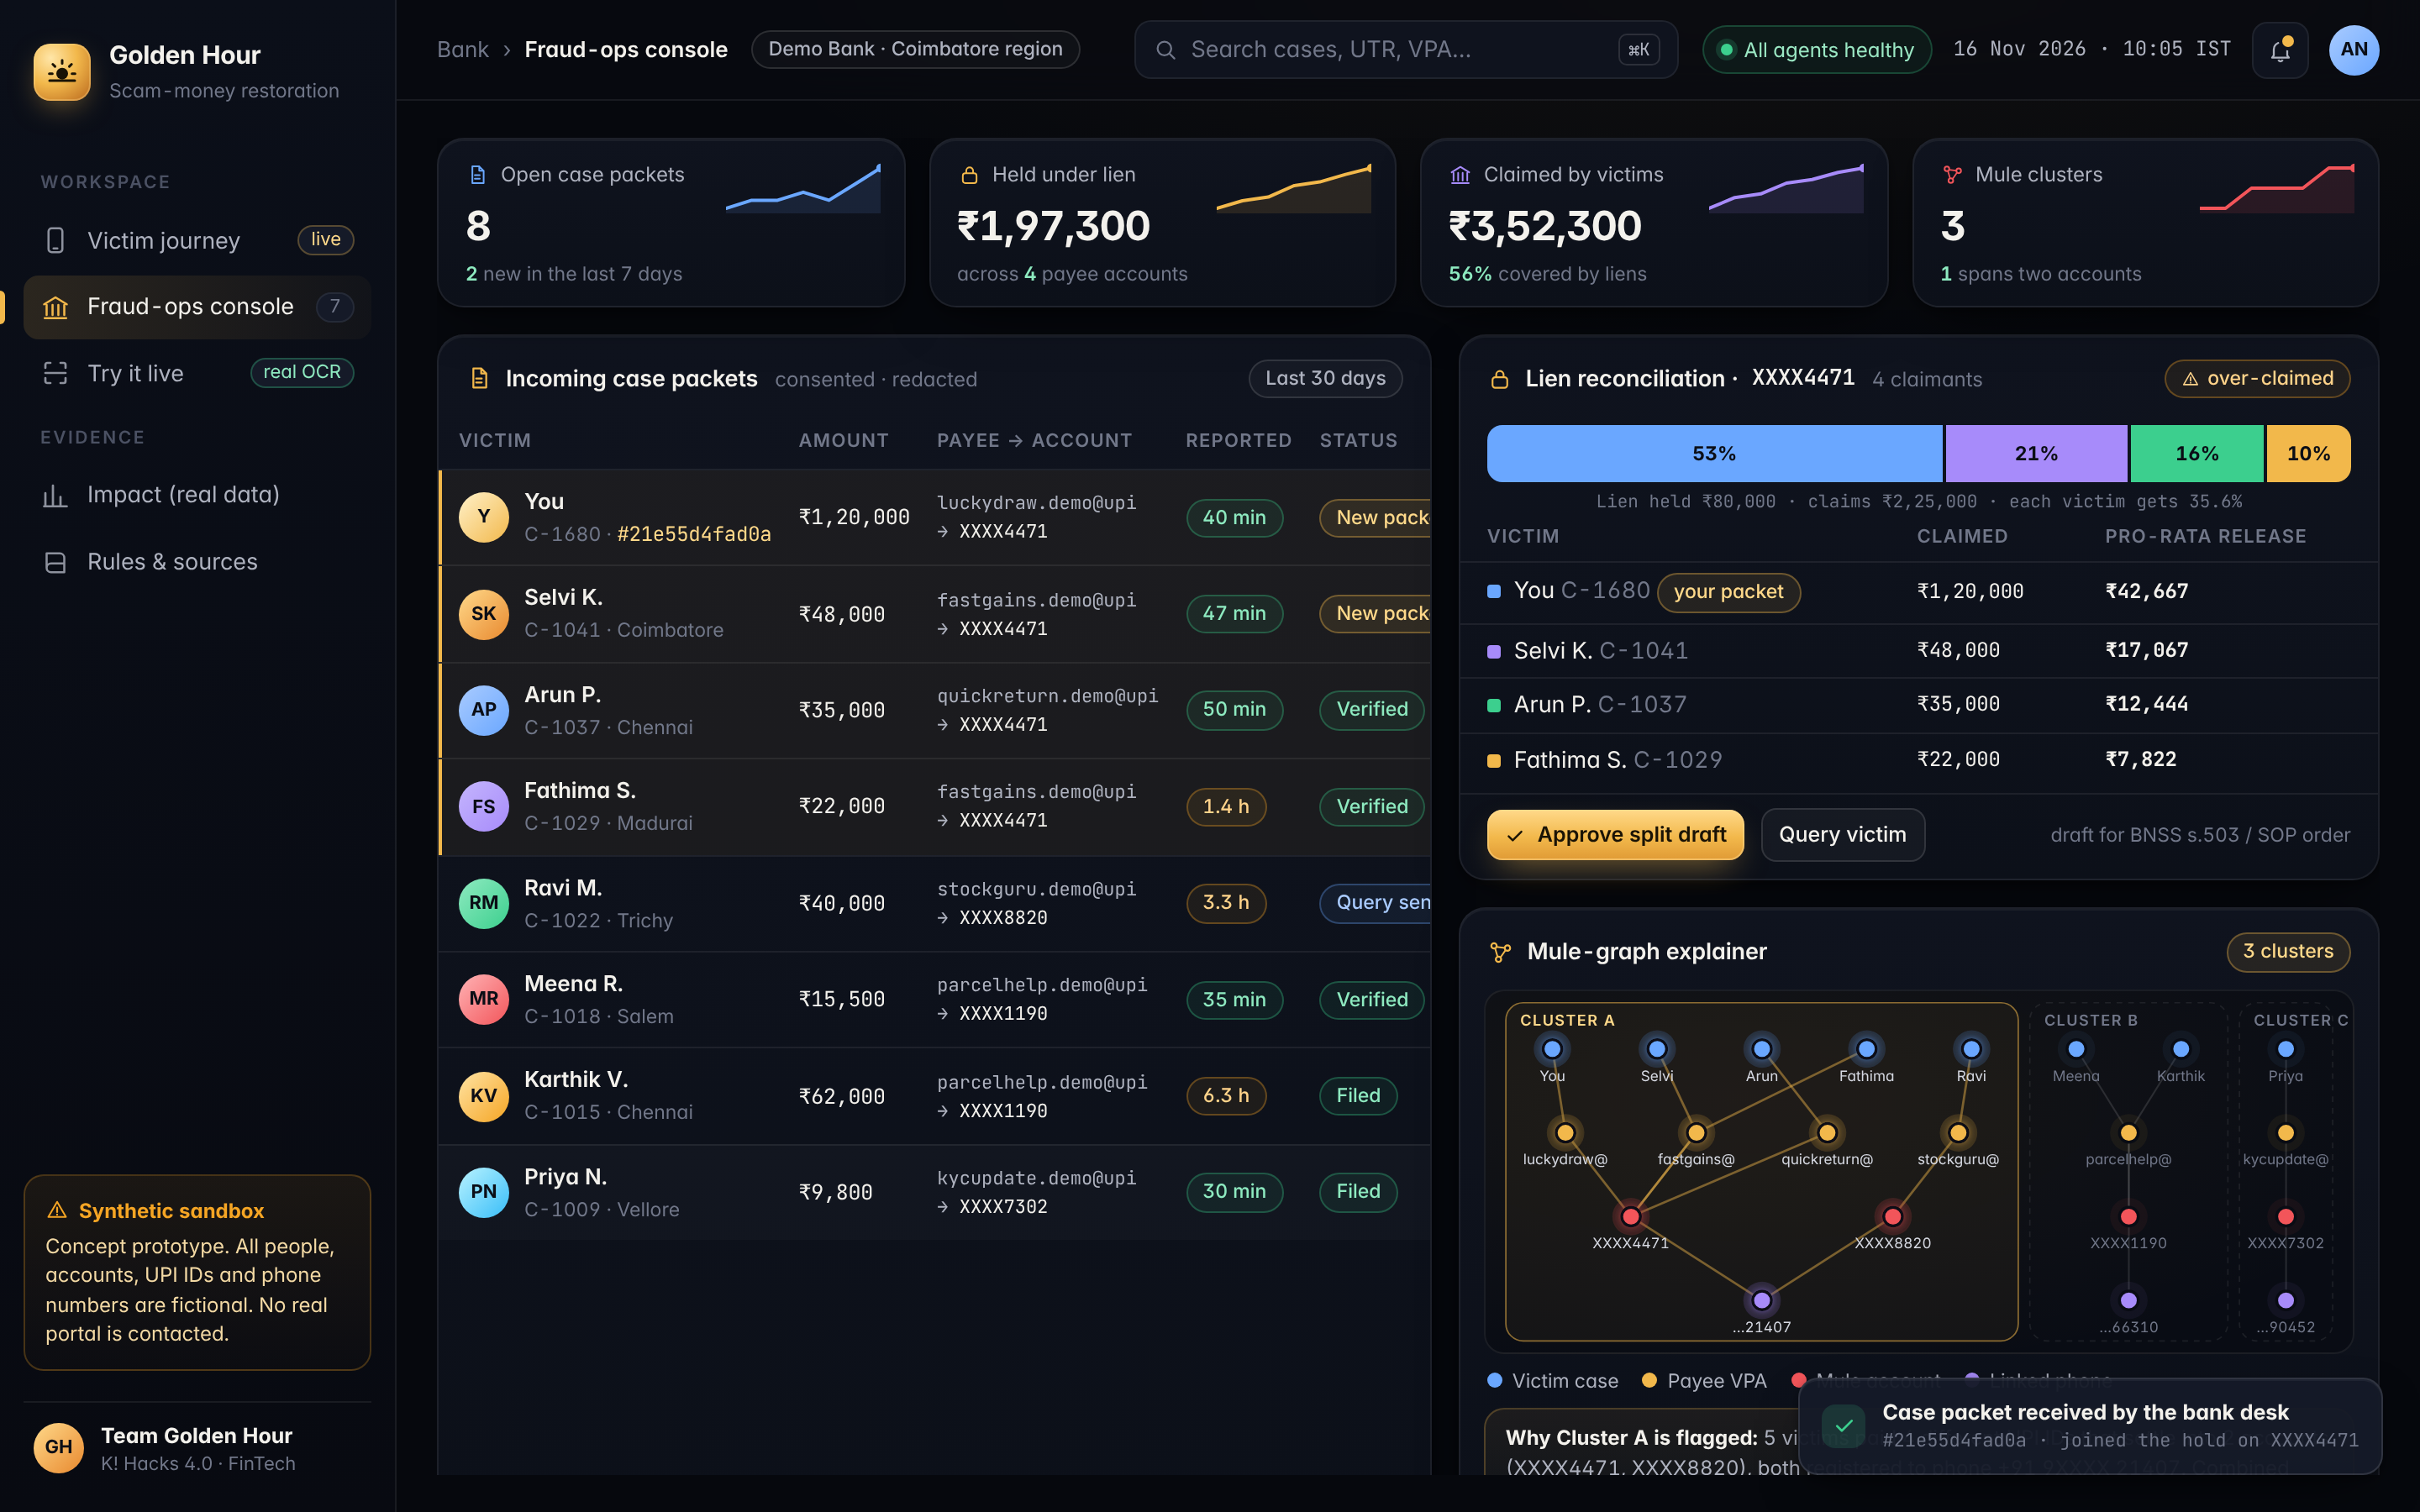 Golden Hour
Scam-money restoration
WORKSPACE
Victim journey live
Fraud-ops console 7
Try it live real OCR
EVIDENCE
Impact (real data)
Rules & sources
Synthetic sandbox
Concept prototype. All people,
accounts, UPI IDs and phone
numbers are fictional. No real
portal is contacted.
GH Team Golden Hour
K! Hacks 4.0 · FinTech
Bank › Fraud-ops console Demo Bank · Coimbatore region
Search cases, UTR, VPA... ⌘K
All agents healthy
16 Nov 2026 · 10:05 IST
AN
Open case packets
8
2 new in the last 7 days
Held under lien
₹1,97,300
across 4 payee accounts
Claimed by victims
₹3,52,300
56% covered by liens
Mule clusters
3
1 spans two accounts
Incoming case packets consented · redacted Last 30 days
VICTIM AMOUNT PAYEE → ACCOUNT REPORTED STATUS
Y You ₹1,20,000 luckydraw.demo@upi 40 min New pack
C-1680 · #21e55d4fad0a → XXXX4471
SK Selvi K. ₹48,000 fastgains.demo@upi 47 min New pack
C-1041 · Coimbatore → XXXX4471
AP Arun P. ₹35,000 quickreturn.demo@upi 50 min Verified
C-1037 · Chennai → XXXX4471
FS Fathima S. ₹22,000 fastgains.demo@upi 1.4 h Verified
C-1029 · Madurai → XXXX4471
RM Ravi M. ₹40,000 stockguru.demo@upi 3.3 h Query sen
C-1022 · Trichy → XXXX8820
MR Meena R. ₹15,500 parcelhelp.demo@upi 35 min Verified
C-1018 · Salem → XXXX1190
KV Karthik V. ₹62,000 parcelhelp.demo@upi 6.3 h Filed
C-1015 · Chennai → XXXX1190
PN Priya N. ₹9,800 kycupdate.demo@upi 30 min Filed
C-1009 · Vellore → XXXX7302
Lien reconciliation · XXXX4471 4 claimants over-claimed
53% 21% 16% 10%
Lien held ₹80,000 · claims ₹2,25,000 · each victim gets 35.6%
VICTIM CLAIMED PRO-RATA RELEASE
You C-1680 your packet ₹1,20,000 ₹42,667
Selvi K. C-1041 ₹48,000 ₹17,067
Arun P. C-1037 ₹35,000 ₹12,444
Fathima S. C-1029 ₹22,000 ₹7,822
Approve split draft Query victim draft for BNSS s.503 / SOP order
Mule-graph explainer 3 clusters
CLUSTER A CLUSTER B CLUSTER C
You Selvi Arun Fathima Ravi Meena Karthik Priya
luckydraw@ fastgains@ quickreturn@ stockguru@ parcelhelp@ kycupdate@
XXXX4471 XXXX8820 XXXX1190 XXXX7302
...21407 ...66310 ...90452
Victim case Payee VPA Mule account Linked phone
Why Cluster A is flagged: 5
(XXXX4471, XXXX8820), both registered to phone
Case packet received by the bank desk
#21e55d4fad0a · joined the hold on XXXX4471